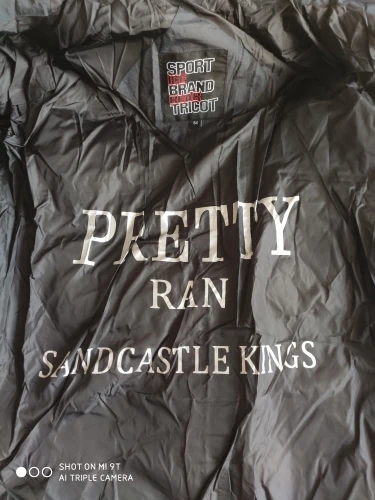 SPORT
BRAND
TRICOT
PRETTY
RAN
SANDCASTLE KINGS
SHOT ON MI 9T
AI TRIPLE CAMERA